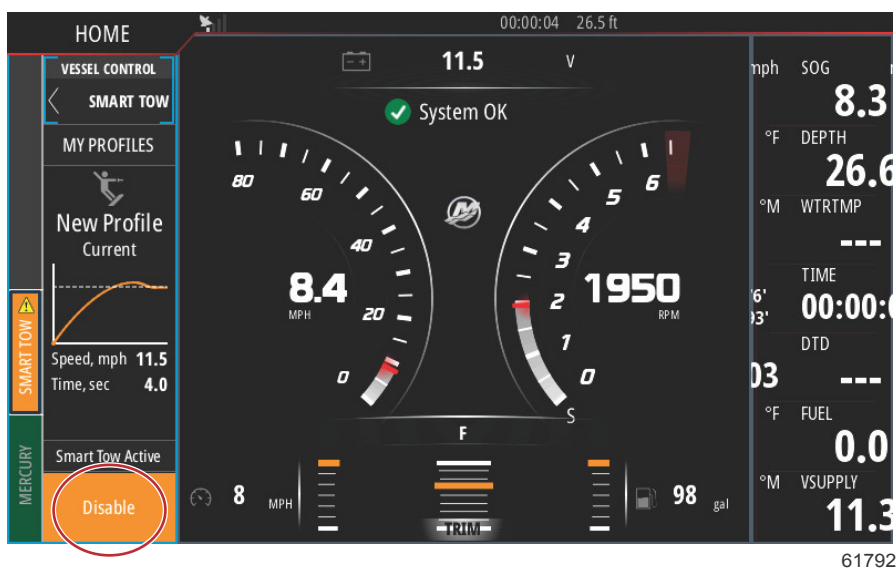 HOME
00:00:04 26.5 ft
VESSEL CONTROL
SMART TOW
MY PROFILES
New Profile
Current
Speed, mph 11.5
Time, sec 4.0
Smart Tow Active
Disable
SMART TOW
MERCURY
11.5 V
System OK
80
60
40
20
0
8.4
MPH
6
5
4
3
2
1
0
S
1950
RPM
F
8 MPH
TRIM
98 gal
mph SOG
8.3
°F DEPTH
26.6
°M WTRTMP
---
TIME
6'
93'
00:00:0
DTD
03
---
°F FUEL
0.0
°M VSUPPLY
11.3
61792